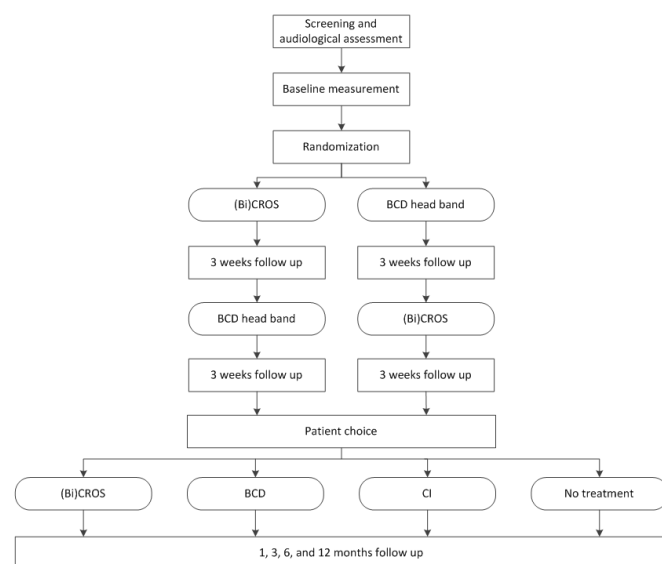 Screening and
audiological assessment
Baseline measurement
Randomization
(Bi)CROS
BCD head band
3 weeks follow up
3 weeks follow up
BCD head band
(Bi)CROS
3 weeks follow up
3 weeks follow up
Patient choice
(Bi)CROS
BCD
CI
No treatment
1, 3, 6, and 12 months follow up